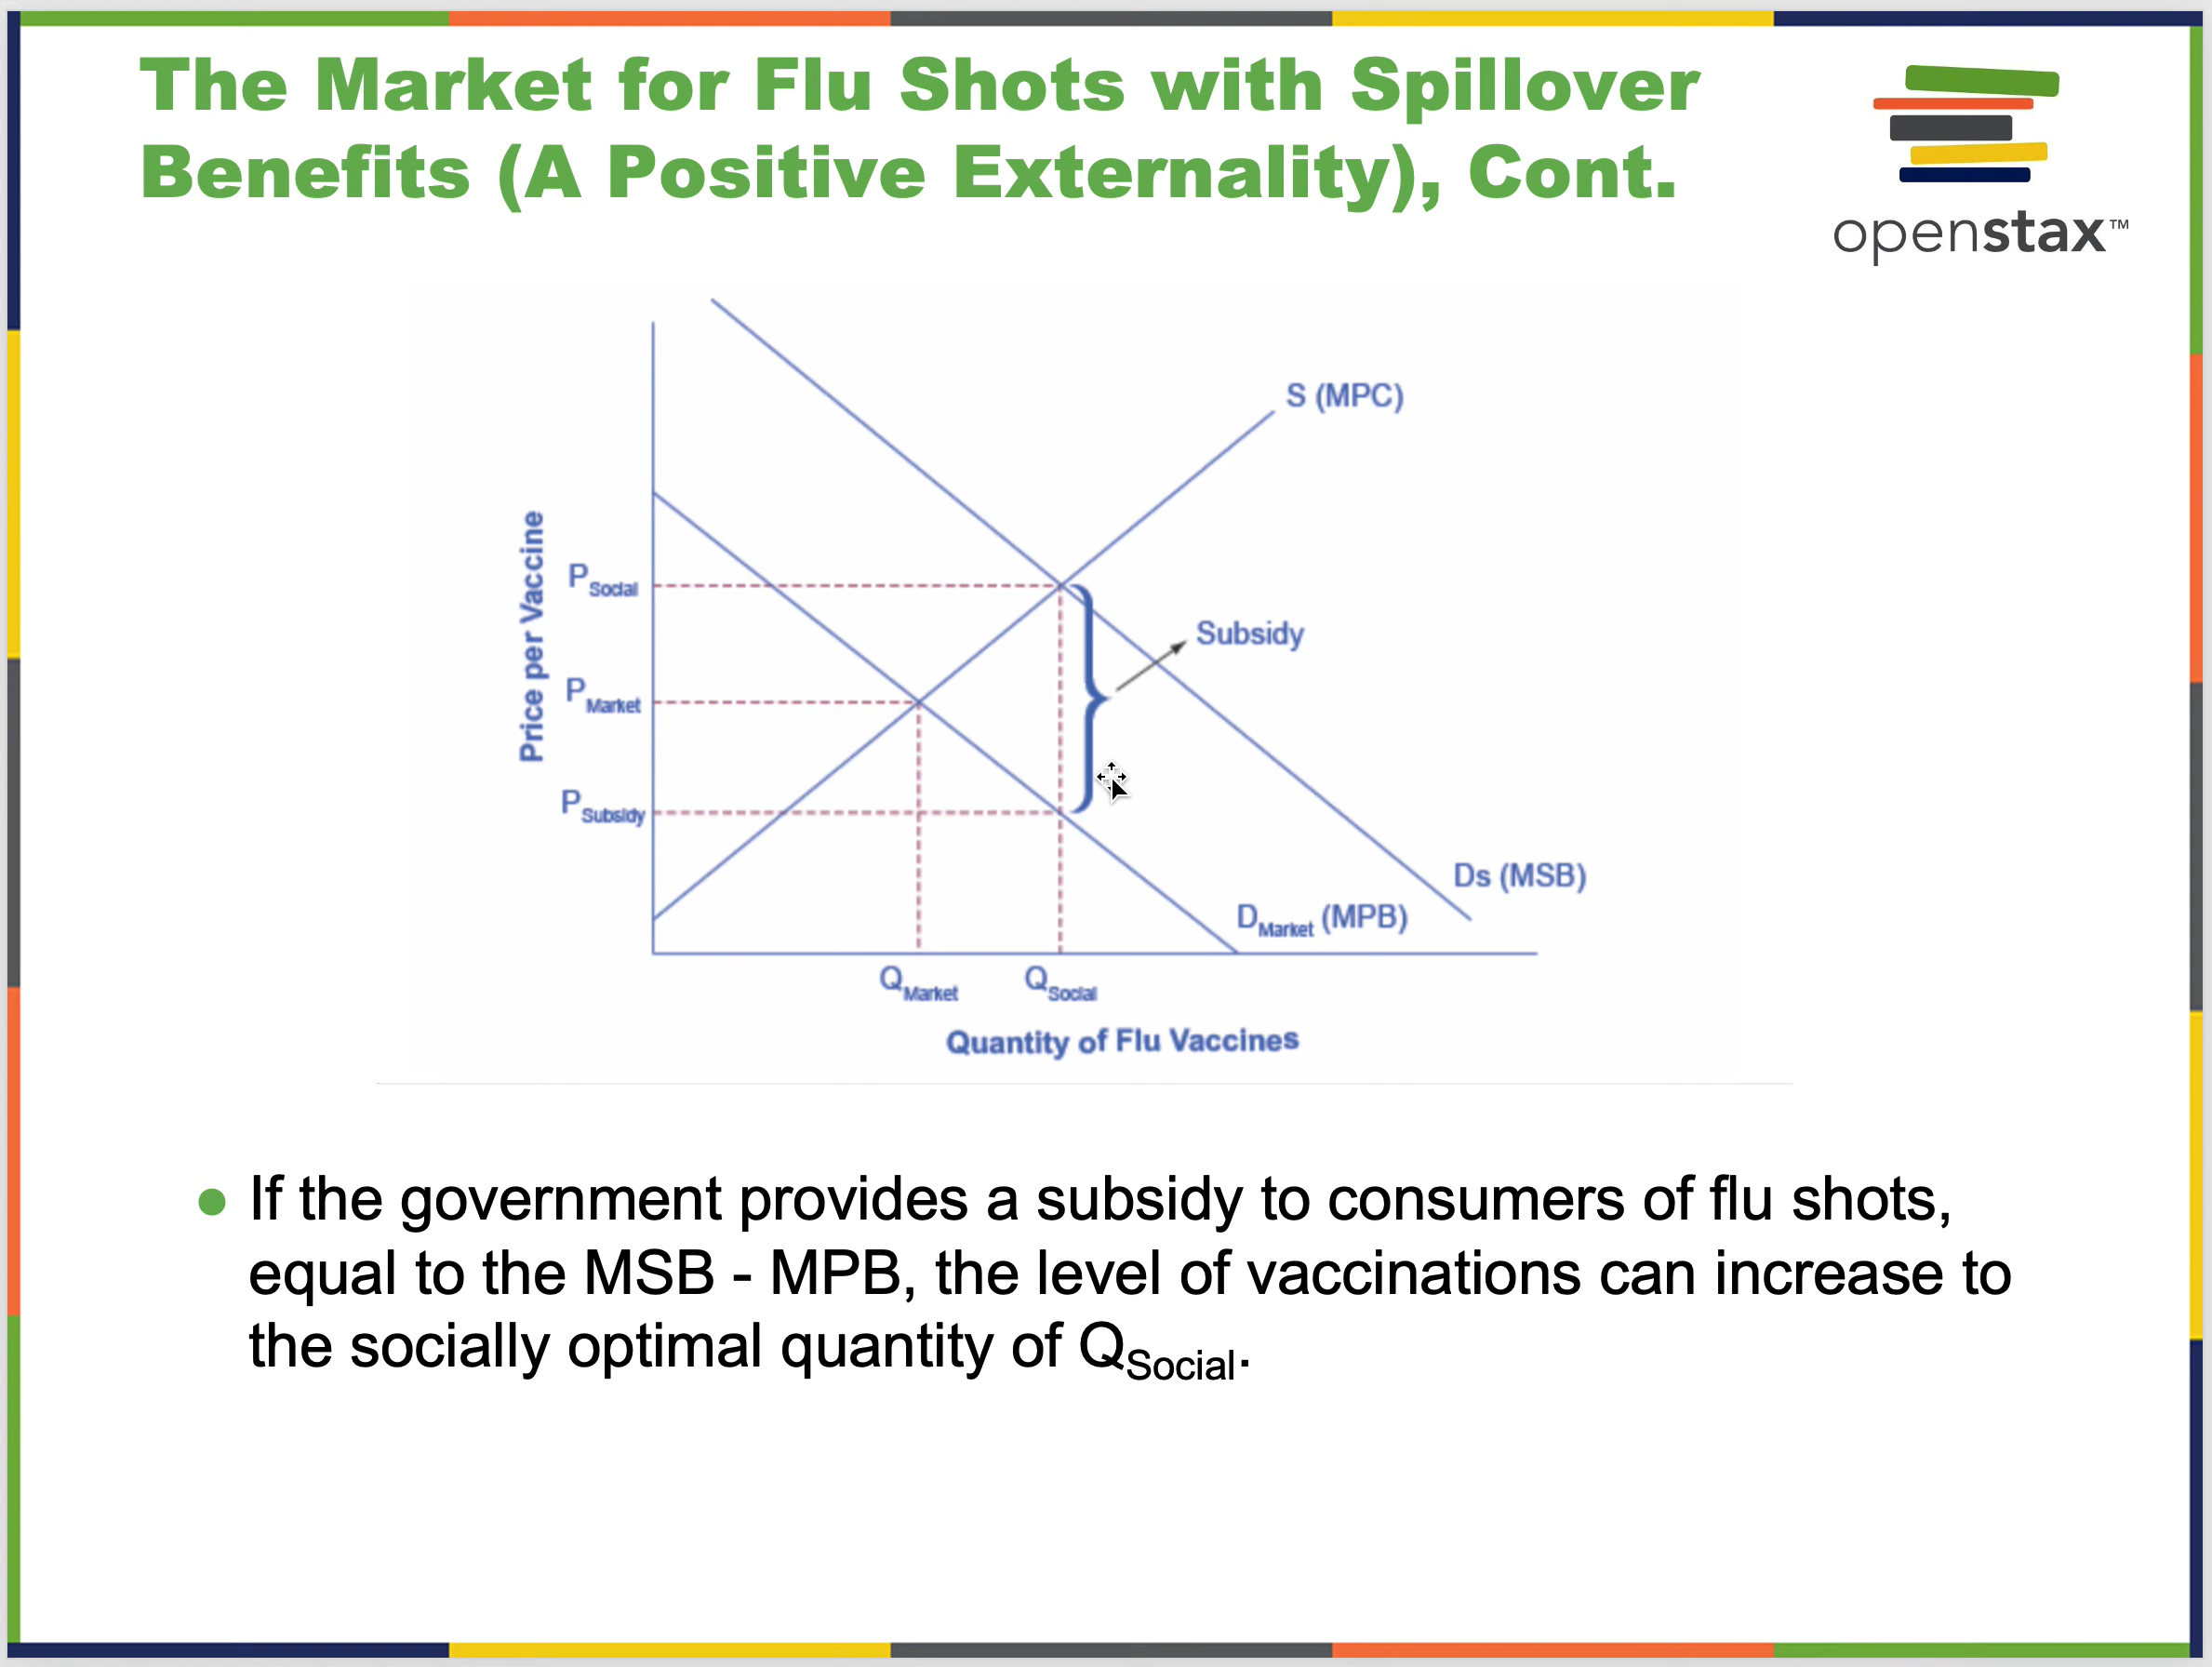 The Market for Flu Shots with Spillover
Benefits (A Positive Externality), Cont.
openstax™
S (MPC)
Price per Vaccine
P Social
Subsidy
P Market
P Subsidy
Ds (MSB)
D Market (MPB)
Q Market
Q Social
Quantity of Flu Vaccines
If the government provides a subsidy to consumers of flu shots,
equal to the MSB - MPB, the level of vaccinations can increase to
the socially optimal quantity of QSocial.